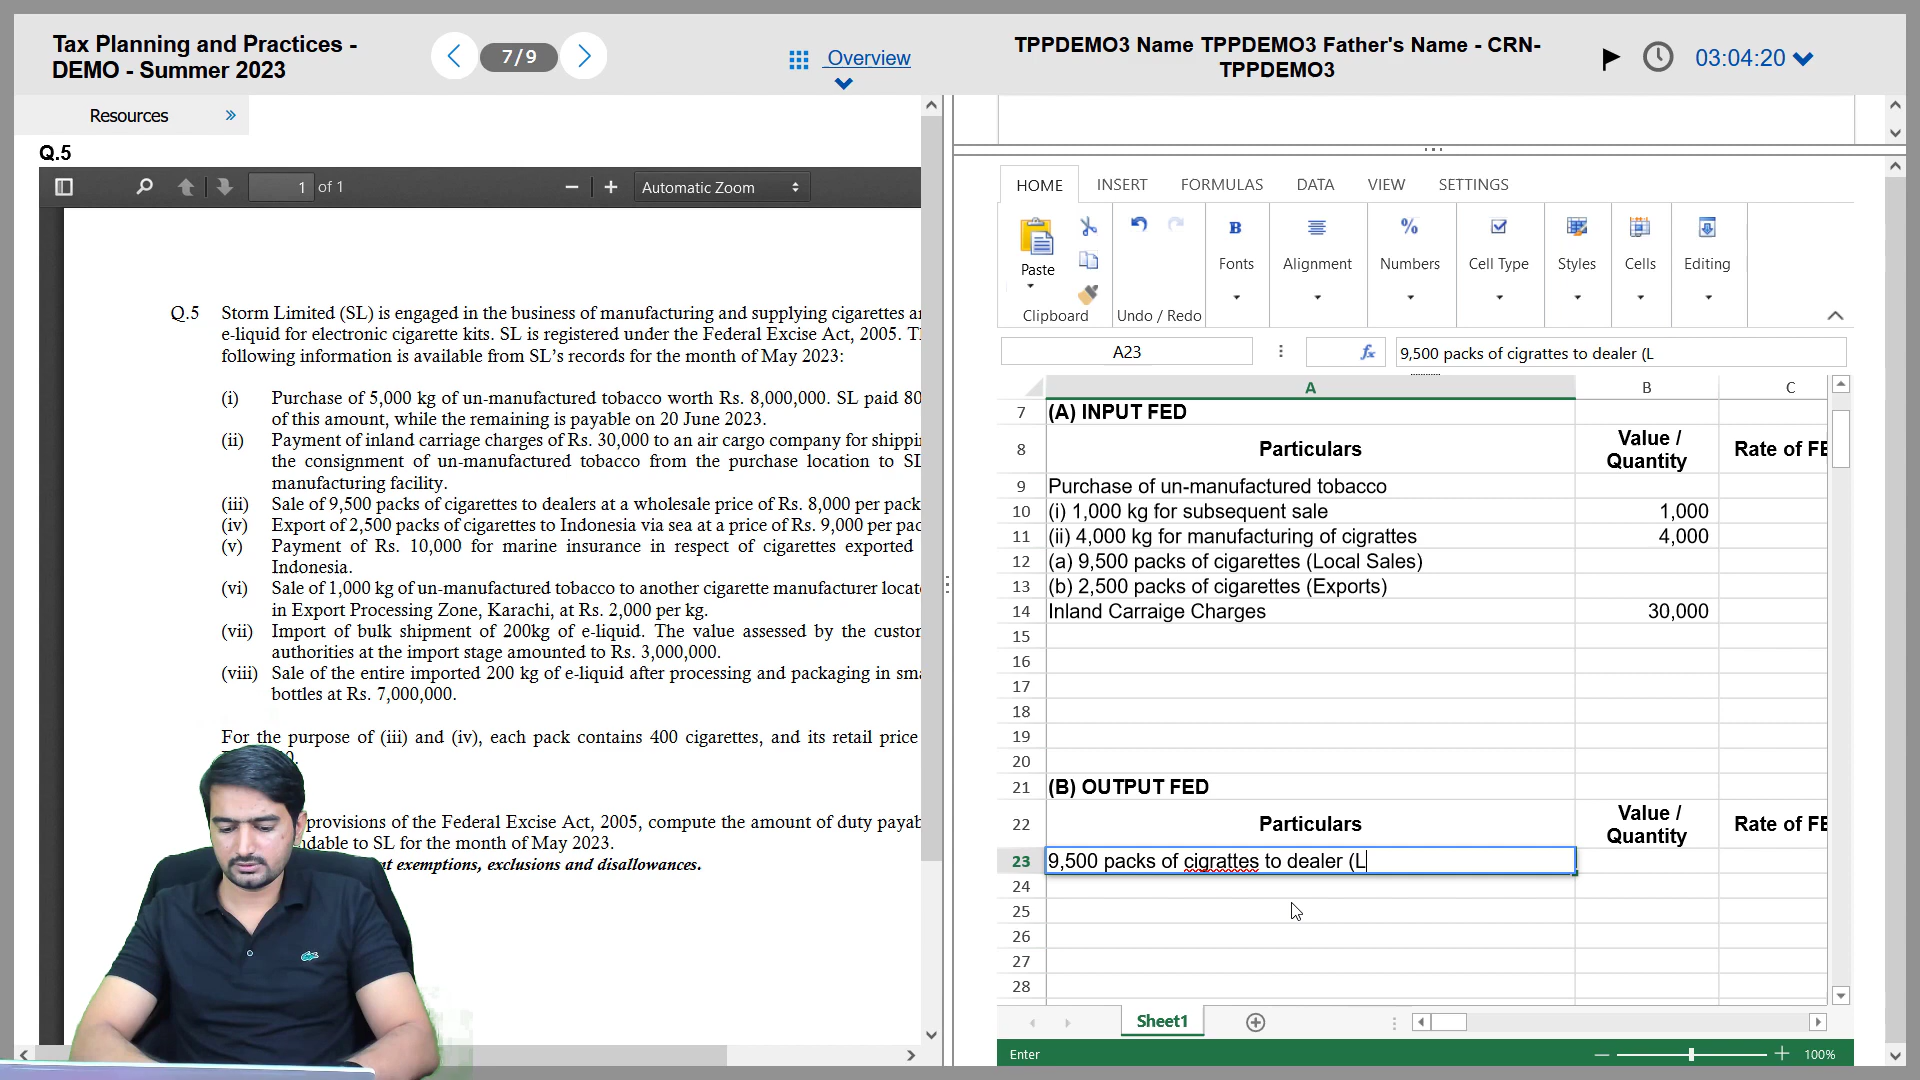 Tax Planning and Practices -
DEMO - Summer 2023
7/9
Overview
TPPDEMO3 Name TPPDEMO3 Father's Name - CRN-
TPPDEMO3
03:04:20
Resources
Q.5
1 of 1
Automatic Zoom
Q.5 Storm Limited (SL) is engaged in the business of manufacturing and supplying cigarettes
e-liquid for electronic cigarette kits. SL is registered under the Federal Excise Act, 2005.
following information is available from SL's records for the month of May 2023:
(i) Purchase of 5,000 kg of un-manufactured tobacco worth Rs. 8,000,000. SL paid 80
of this amount, while the remaining is payable on 20 June 2023.
(ii) Payment of inland carriage charges of Rs. 30,000 to an air cargo company for
the consignment of un-manufactured tobacco from the purchase location to
manufacturing facility.
(iii) Sale of 9,500 packs of cigarettes to dealers at a wholesale price of Rs. 8,000 per pack
(iv) Export of 2,500 packs of cigarettes to Indonesia via sea at a price of Rs. 9,000 per
(v) Payment of Rs. 10,000 for marine insurance in respect of cigarettes exported
Indonesia.
(vi) Sale of 1,000 kg of un-manufactured tobacco to another cigarette manufacturer
in Export Processing Zone, Karachi, at Rs. 2,000 per kg.
(vii) Import of bulk shipment of 200kg of e-liquid. The value assessed by the
authorities at the import stage amounted to Rs. 3,000,000.
(viii) Sale of the entire imported 200 kg of e-liquid after processing and packaging in
bottles at Rs. 7,000,000.
For the purpose of (iii) and (iv), each pack contains 400 cigarettes, and its retail price
provisions of the Federal Excise Act, 2005, compute the amount of duty
to SL for the month of May 2023.
exemptions, exclusions and disallowances.
HOME INSERT FORMULAS DATA VIEW SETTINGS
Paste
B
%
Fonts Alignment Numbers Cell Type Styles Cells Editing
Clipboard Undo / Redo
A23 fx 9,500 packs of cigrattes to dealer (L
A B C
7 (A) INPUT FED
8 Particulars Value / Quantity Rate of
9 Purchase of un-manufactured tobacco
10 (i) 1,000 kg for subsequent sale 1,000
11 (ii) 4,000 kg for manufacturing of cigrattes 4,000
12 (a) 9,500 packs of cigarettes (Local Sales)
13 (b) 2,500 packs of cigarettes (Exports)
14 Inland Carraige Charges 30,000
15
16
17
18
19
20
21 (B) OUTPUT FED
22 Particulars Value / Quantity Rate of
23 9,500 packs of cigrattes to dealer (L
24
25
26
27
28
Sheet1
Enter
100%